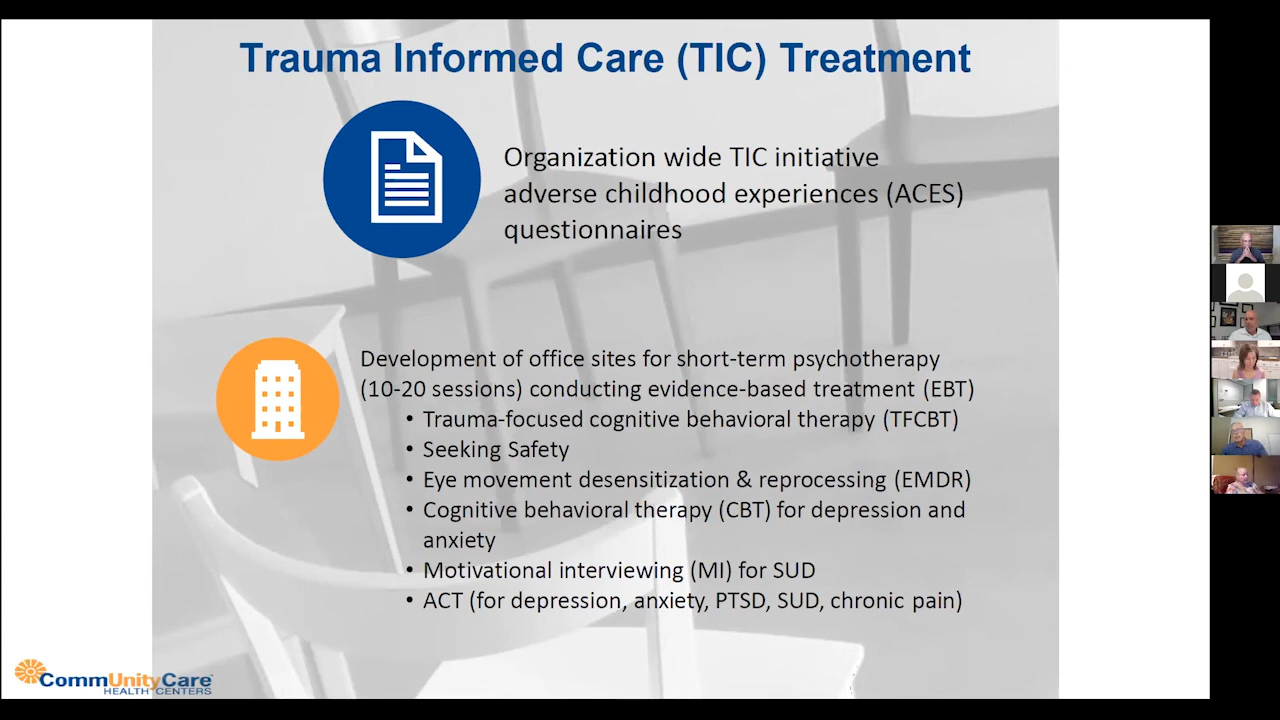 Trauma Informed Care (TIC) Treatment
Organization wide TIC initiative
adverse childhood experiences (ACES)
questionnaires
Development of office sites for short-term psychotherapy
(10-20 sessions) conducting evidence-based treatment (EBT)
• Trauma-focused cognitive behavioral therapy (TFCBT)
• Seeking Safety
• Eye movement desensitization & reprocessing (EMDR)
• Cognitive behavioral therapy (CBT) for depression and
anxiety
• Motivational interviewing (MI) for SUD
• ACT (for depression, anxiety, PTSD, SUD, chronic pain)
CommUnityCare
HEALTH CENTERS